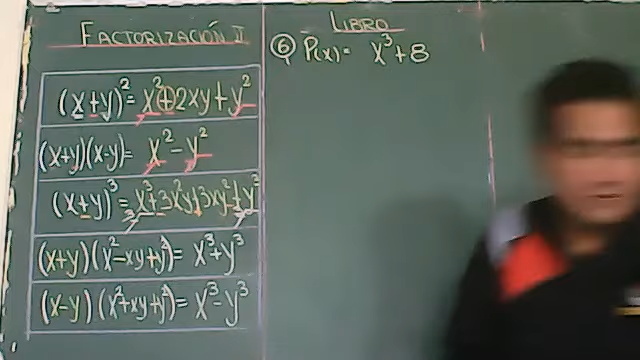 FACTORIZACIÓN II
(x+y)² = x²+2xy+y²
(x+y)(x-y) = x²-y²
(x+y)³ = x³+3x²y+3xy²+y³
(x+y)(x²-xy+y²) = x³+y³
(x-y)(x²+xy+y²) = x³-y³
LIBRO
⑥ P(x) = x³+8